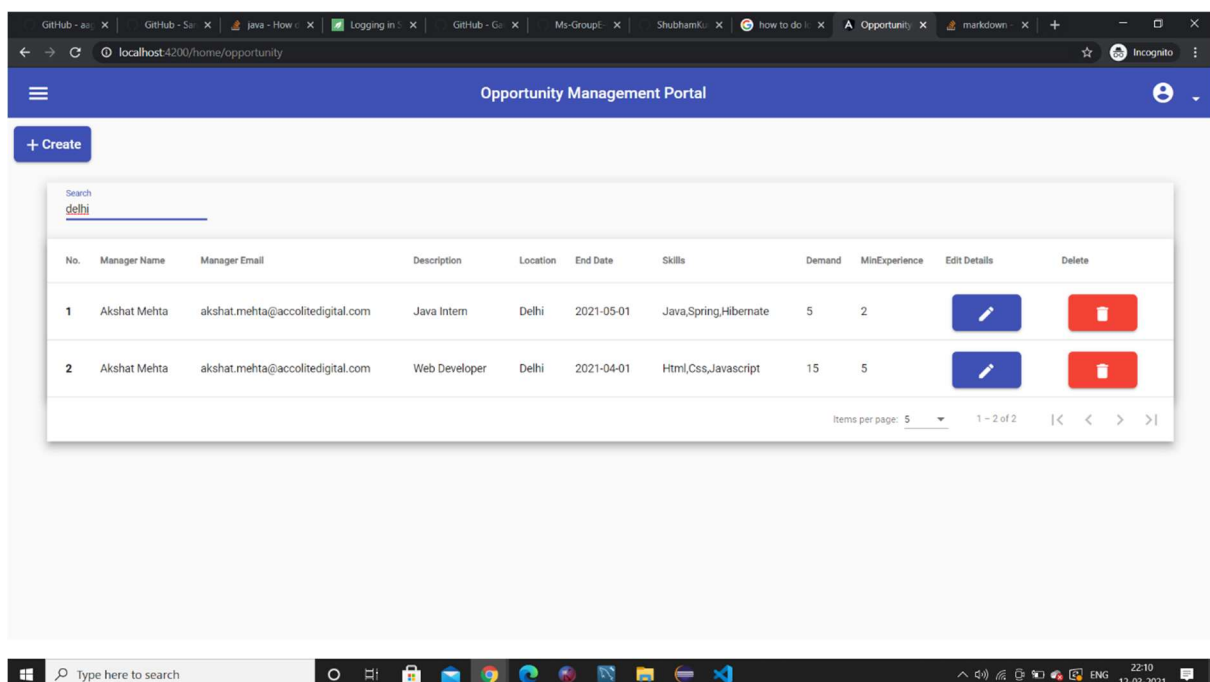 GitHub - aag GitHub - Sar java - How d Logging in S GitHub - Ga Ms-GroupE- ShubhamKu how to do lo Opportunity markdown -
localhost:4200/home/opportunity Incognito
Opportunity Management Portal
+ Create
Search
delhi
No. Manager Name Manager Email Description Location End Date Skills Demand MinExperience Edit Details Delete
1 Akshat Mehta akshat.mehta@accolitedigital.com Java Intern Delhi 2021-05-01 Java,Spring,Hibernate 5 2
2 Akshat Mehta akshat.mehta@accolitedigital.com Web Developer Delhi 2021-04-01 Html,Css,Javascript 15 5
Items per page: 5 1 – 2 of 2
Type here to search ENG 22:10